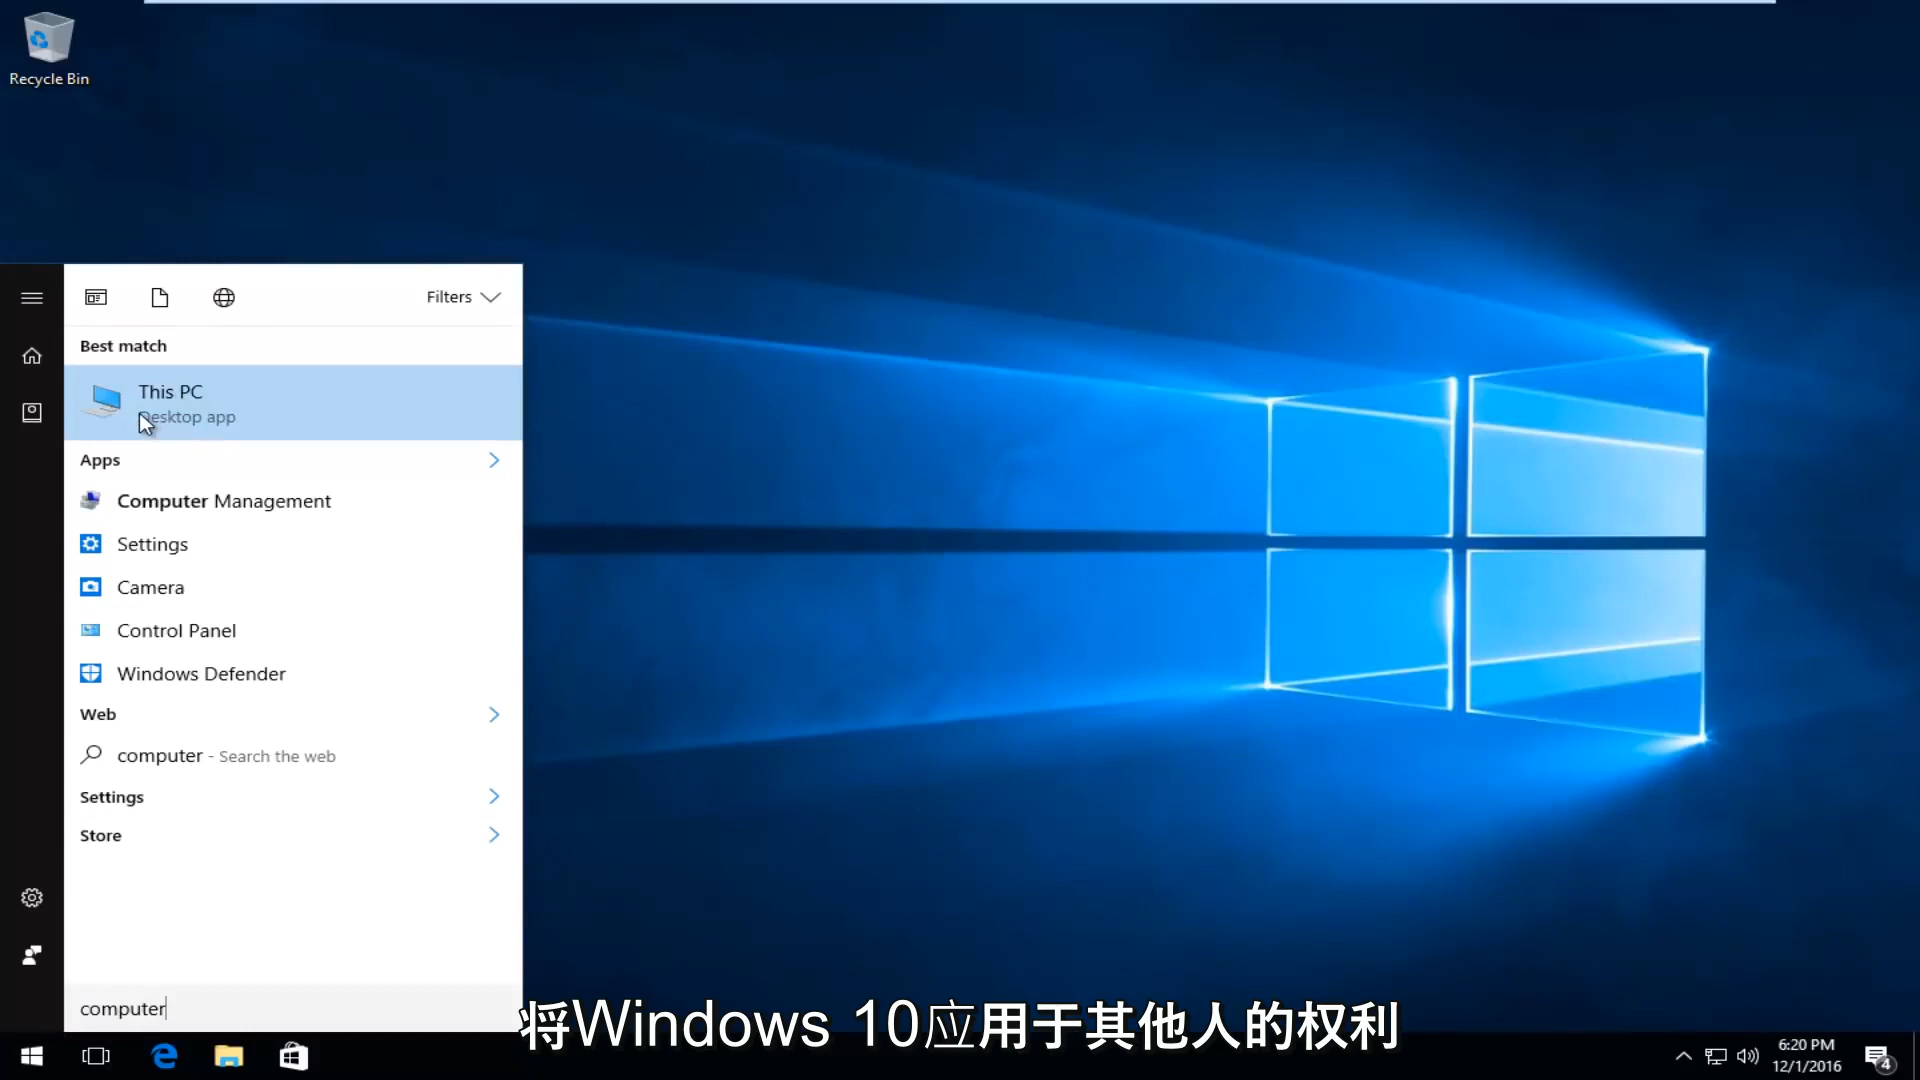 Recycle Bin
Filters
Best match
This PC
Desktop app
Apps
Computer Management
Settings
Camera
Control Panel
Windows Defender
Web
computer - Search the web
Settings
Store
computer
将Windows 10应用于其他人的权利
6:20 PM
12/1/2016
4